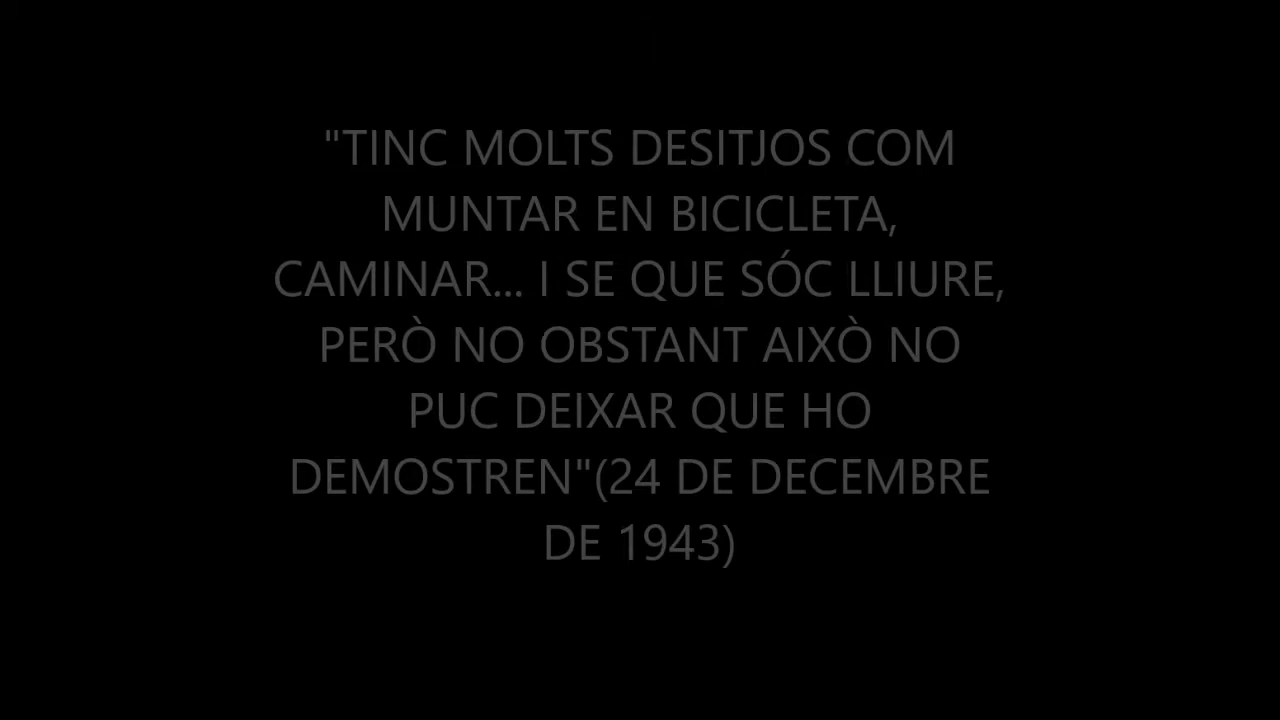 "TINC MOLTS DESITJOS COM
MUNTAR EN BICICLETA,
CAMINAR... I SE QUE SÓC LLIURE,
PERÒ NO OBSTANT AIXÒ NO
PUC DEIXAR QUE HO
DEMOSTREN"(24 DE DECEMBRE
DE 1943)